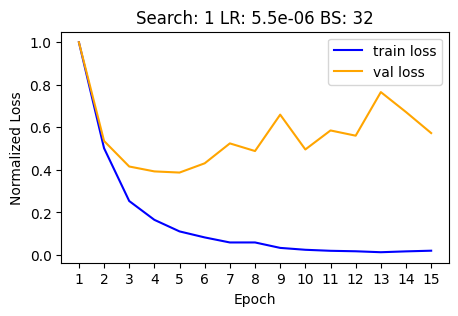 Search: 1 LR: 5.5e-06 BS: 32
train loss
val loss
Normalized Loss
1.0
0.8
0.6
0.4
0.2
0.0
1 2 3 4 5 6 7 8 9 10 11 12 13 14 15
Epoch